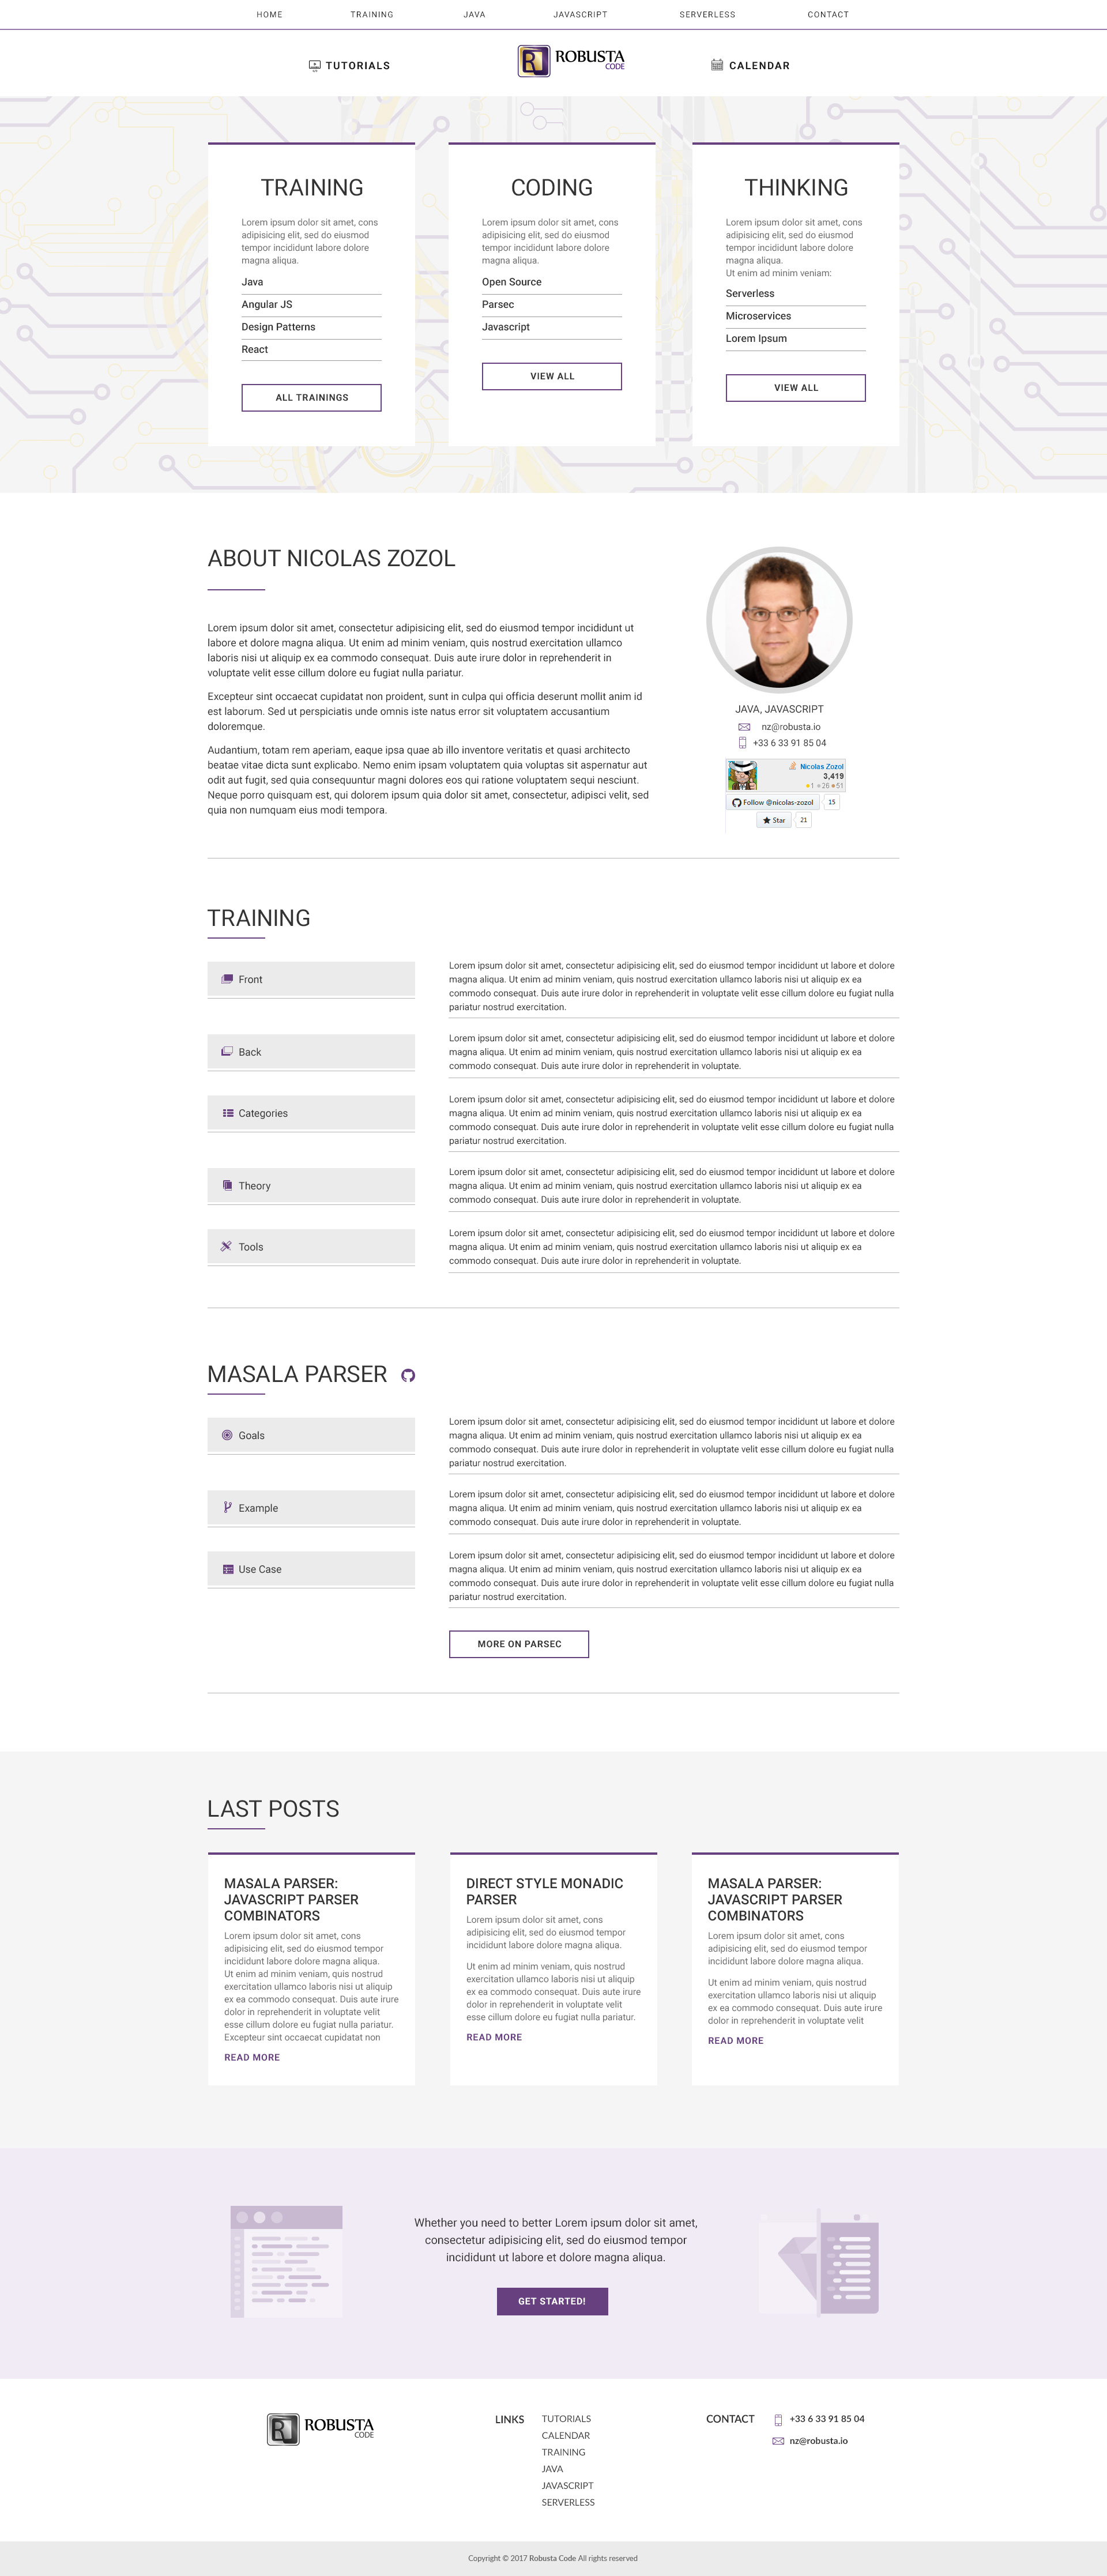 HOME TRAINING JAVA JAVASCRIPT SERVERLESS CONTACT
TUTORIALS
ROBUSTA
CODE
CALENDAR
TRAINING
Lorem ipsum dolor sit amet, cons
adipisicing elit, sed do eiusmod
tempor incididunt labore dolore
magna aliqua.
Java
Angular JS
Design Patterns
React
ALL TRAININGS
CODING
Lorem ipsum dolor sit amet, cons
adipisicing elit, sed do eiusmod
tempor incididunt labore dolore
magna aliqua.
Open Source
Parsec
Javascript
VIEW ALL
THINKING
Lorem ipsum dolor sit amet, cons
adipisicing elit, sed do eiusmod
tempor incididunt labore dolore
magna aliqua.
Ut enim ad minim veniam:
Serverless
Microservices
Lorem Ipsum
VIEW ALL
ABOUT NICOLAS ZOZOL
Lorem ipsum dolor sit amet, consectetur adipisicing elit, sed do eiusmod tempor incididunt ut
labore et dolore magna aliqua. Ut enim ad minim veniam, quis nostrud exercitation ullamco
laboris nisi ut aliquip ex ea commodo consequat. Duis aute irure dolor in reprehenderit in
voluptate velit esse cillum dolore eu fugiat nulla pariatur.
Excepteur sint occaecat cupidatat non proident, sunt in culpa qui officia deserunt mollit anim id
est laborum. Sed ut perspiciatis unde omnis iste natus error sit voluptatem accusantium
doloremque.
Audantium, totam rem aperiam, eaque ipsa quae ab illo inventore veritatis et quasi architecto
beatae vitae dicta sunt explicabo. Nemo enim ipsam voluptatem quia voluptas sit aspernatur aut
odit aut fugit, sed quia consequuntur magni dolores eos qui ratione voluptatem sequi nesciunt.
Neque porro quisquam est, qui dolorem ipsum quia dolor sit amet, consectetur, adipisci velit, sed
quia non numquam eius modi tempora.
JAVA, JAVASCRIPT
nz@robusta.io
+33 6 33 91 85 04
Nicolas Zozol
3,419
1 26 51
Follow @nicolas-zozol 15
Star 21
TRAINING
Front
Lorem ipsum dolor sit amet, consectetur adipisicing elit, sed do eiusmod tempor incididunt ut labore et dolore
magna aliqua. Ut enim ad minim veniam, quis nostrud exercitation ullamco laboris nisi ut aliquip ex ea
commodo consequat. Duis aute irure dolor in reprehenderit in voluptate velit esse cillum dolore eu fugiat nulla
pariatur nostrud exercitation.
Back
Lorem ipsum dolor sit amet, consectetur adipisicing elit, sed do eiusmod tempor incididunt ut labore et dolore
magna aliqua. Ut enim ad minim veniam, quis nostrud exercitation ullamco laboris nisi ut aliquip ex ea
commodo consequat. Duis aute irure dolor in reprehenderit in voluptate.
Categories
Lorem ipsum dolor sit amet, consectetur adipisicing elit, sed do eiusmod tempor incididunt ut labore et dolore
magna aliqua. Ut enim ad minim veniam, quis nostrud exercitation ullamco laboris nisi ut aliquip ex ea
commodo consequat. Duis aute irure dolor in reprehenderit in voluptate velit esse cillum dolore eu fugiat nulla
pariatur nostrud exercitation.
Theory
Lorem ipsum dolor sit amet, consectetur adipisicing elit, sed do eiusmod tempor incididunt ut labore et dolore
magna aliqua. Ut enim ad minim veniam, quis nostrud exercitation ullamco laboris nisi ut aliquip ex ea
commodo consequat. Duis aute irure dolor in reprehenderit in voluptate.
Tools
Lorem ipsum dolor sit amet, consectetur adipisicing elit, sed do eiusmod tempor incididunt ut labore et dolore
magna aliqua. Ut enim ad minim veniam, quis nostrud exercitation ullamco laboris nisi ut aliquip ex ea
commodo consequat. Duis aute irure dolor in reprehenderit in voluptate.
MASALA PARSER
Goals
Lorem ipsum dolor sit amet, consectetur adipisicing elit, sed do eiusmod tempor incididunt ut labore et dolore
magna aliqua. Ut enim ad minim veniam, quis nostrud exercitation ullamco laboris nisi ut aliquip ex ea
commodo consequat. Duis aute irure dolor in reprehenderit in voluptate velit esse cillum dolore eu fugiat nulla
pariatur nostrud exercitation.
Example
Lorem ipsum dolor sit amet, consectetur adipisicing elit, sed do eiusmod tempor incididunt ut labore et dolore
magna aliqua. Ut enim ad minim veniam, quis nostrud exercitation ullamco laboris nisi ut aliquip ex ea
commodo consequat. Duis aute irure dolor in reprehenderit in voluptate.
Use Case
Lorem ipsum dolor sit amet, consectetur adipisicing elit, sed do eiusmod tempor incididunt ut labore et dolore
magna aliqua. Ut enim ad minim veniam, quis nostrud exercitation ullamco laboris nisi ut aliquip ex ea
commodo consequat. Duis aute irure dolor in reprehenderit in voluptate velit esse cillum dolore eu fugiat nulla
pariatur nostrud exercitation.
MORE ON PARSEC
LAST POSTS
MASALA PARSER:
JAVASCRIPT PARSER
COMBINATORS
Lorem ipsum dolor sit amet, cons
adipisicing elit, sed do eiusmod tempor
incididunt labore dolore magna aliqua.
Ut enim ad minim veniam, quis nostrud
exercitation ullamco laboris nisi ut aliquip
ex ea commodo consequat. Duis aute irure
dolor in reprehenderit in voluptate velit
esse cillum dolore eu fugiat nulla pariatur.
Excepteur sint occaecat cupidatat non
READ MORE
DIRECT STYLE MONADIC
PARSER
Lorem ipsum dolor sit amet, cons
adipisicing elit, sed do eiusmod tempor
incididunt labore dolore magna aliqua.
Ut enim ad minim veniam, quis nostrud
exercitation ullamco laboris nisi ut aliquip
ex ea commodo consequat. Duis aute irure
dolor in reprehenderit in voluptate velit
esse cillum dolore eu fugiat nulla pariatur.
READ MORE
MASALA PARSER:
JAVASCRIPT PARSER
COMBINATORS
Lorem ipsum dolor sit amet, cons
adipisicing elit, sed do eiusmod tempor
incididunt labore dolore magna aliqua.
Ut enim ad minim veniam, quis nostrud
exercitation ullamco laboris nisi ut aliquip
ex ea commodo consequat. Duis aute irure
dolor in reprehenderit in voluptate velit
READ MORE
Whether you need to better Lorem ipsum dolor sit amet,
consectetur adipisicing elit, sed do eiusmod tempor
incididunt ut labore et dolore magna aliqua.
GET STARTED!
ROBUSTA
CODE
LINKS
TUTORIALS
CALENDAR
TRAINING
JAVA
JAVASCRIPT
SERVERLESS
CONTACT
+33 6 33 91 85 04
nz@robusta.io
Copyright © 2017 Robusta Code All rights reserved